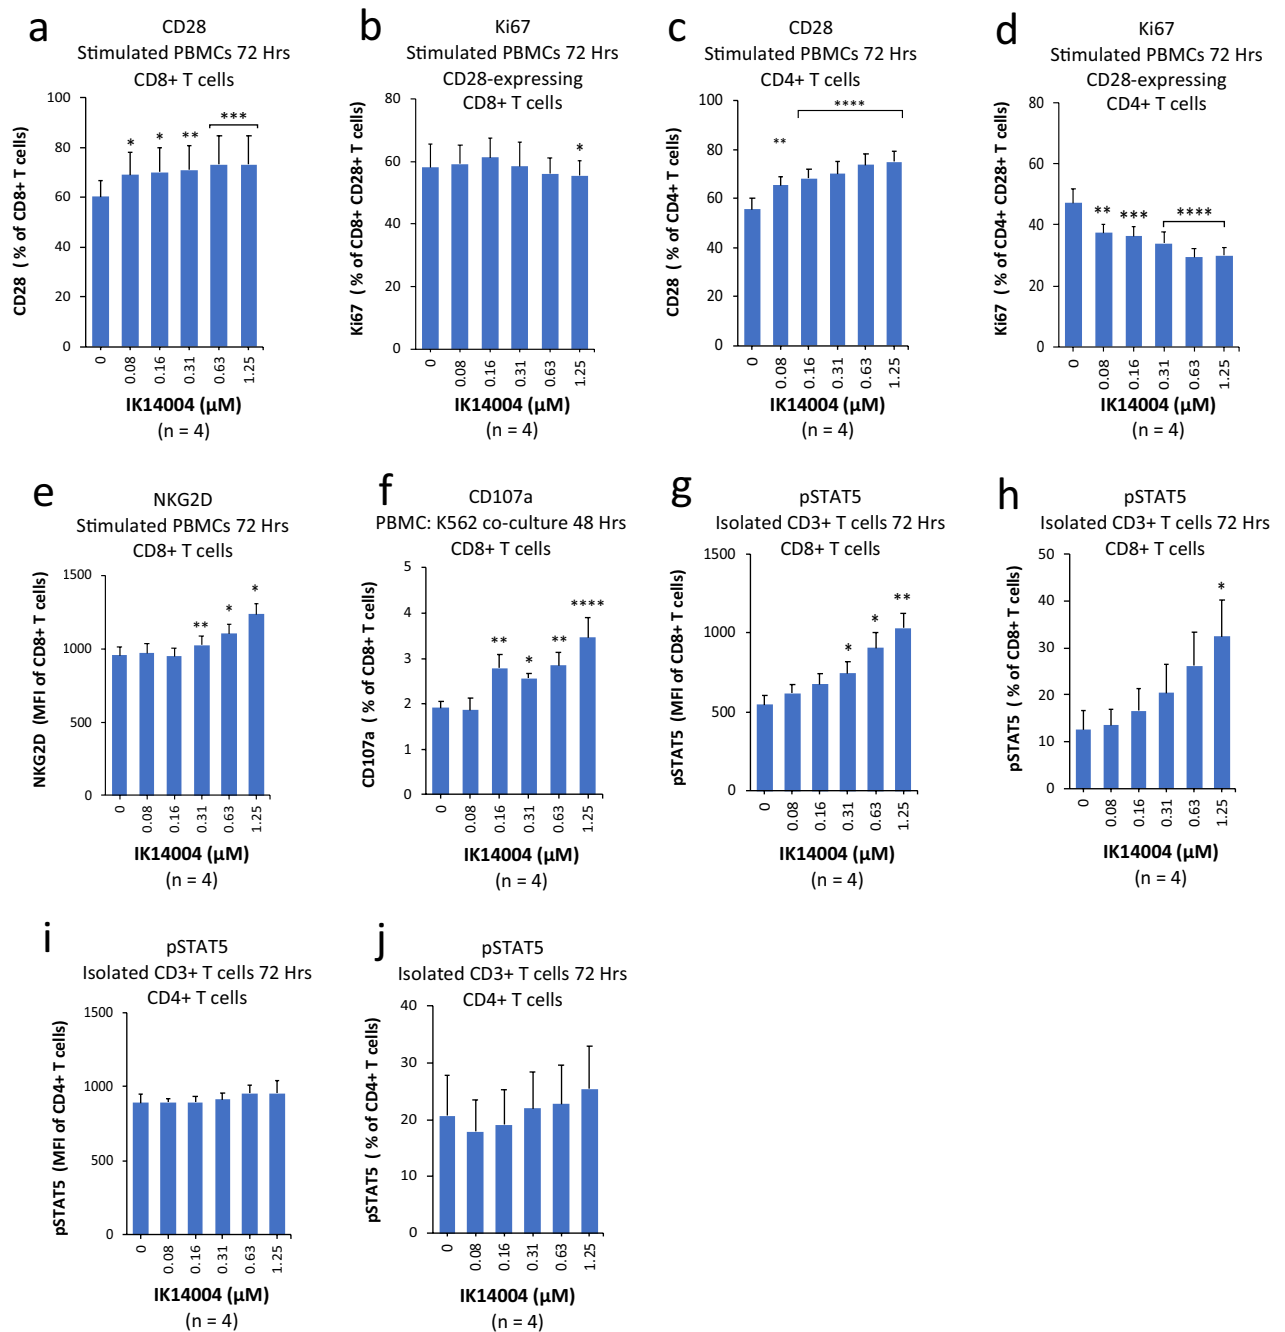 a
CD28
Stimulated PBMCs 72 Hrs
CD8+ T cells
CD28 ( % of CD8+ T cells)
100
80
60
40
20
0
*
*
**
***
0
0.08
0.16
0.31
0.63
1.25
IK14004 (µM)
(n = 4)
b
Ki67
Stimulated PBMCs 72 Hrs
CD28-expressing
CD8+ T cells
Ki67 ( % of CD8+ CD28+ T cells)
80
60
40
20
0
*
0
0.08
0.16
0.31
0.63
1.25
IK14004 (µM)
(n = 4)
c
CD28
Stimulated PBMCs 72 Hrs
CD4+ T cells
CD28 ( % of CD4+ T cells)
100
80
60
40
20
0
**
****
0
0.08
0.16
0.31
0.63
1.25
IK14004 (µM)
(n = 4)
d
Ki67
Stimulated PBMCs 72 Hrs
CD28-expressing
CD4+ T cells
Ki67 ( % of CD4+ CD28+ T cells)
80
60
40
20
0
**
***
****
0
0.08
0.16
0.31
0.63
1.25
IK14004 (µM)
(n = 4)
e
NKG2D
Stimulated PBMCs 72 Hrs
CD8+ T cells
NKG2D (MFI of CD8+ T cells)
1500
1000
500
0
**
*
*
0
0.08
0.16
0.31
0.63
1.25
IK14004 (µM)
(n = 4)
f
CD107a
PBMC: K562 co-culture 48 Hrs
CD8+ T cells
CD107a ( % of CD8+ T cells)
5
4
3
2
1
0
**
*
**
****
0
0.08
0.16
0.31
0.63
1.25
IK14004 (µM)
(n = 4)
g
pSTAT5
Isolated CD3+ T cells 72 Hrs
CD8+ T cells
pSTAT5 (MFI of CD8+ T cells)
1500
1000
500
0
*
*
**
0
0.08
0.16
0.31
0.63
1.25
IK14004 (µM)
(n = 4)
h
pSTAT5
Isolated CD3+ T cells 72 Hrs
CD8+ T cells
pSTAT5 ( % of CD8+ T cells)
50
40
30
20
10
0
*
0
0.08
0.16
0.31
0.63
1.25
IK14004 (µM)
(n = 4)
i
pSTAT5
Isolated CD3+ T cells 72 Hrs
CD4+ T cells
pSTAT5 (MFI of CD4+ T cells)
1500
1000
500
0
0
0.08
0.16
0.31
0.63
1.25
IK14004 (µM)
(n = 4)
j
pSTAT5
Isolated CD3+ T cells 72 Hrs
CD4+ T cells
pSTAT5 ( % of CD4+ T cells)
40
30
20
10
0
0
0.08
0.16
0.31
0.63
1.25
IK14004 (µM)
(n = 4)